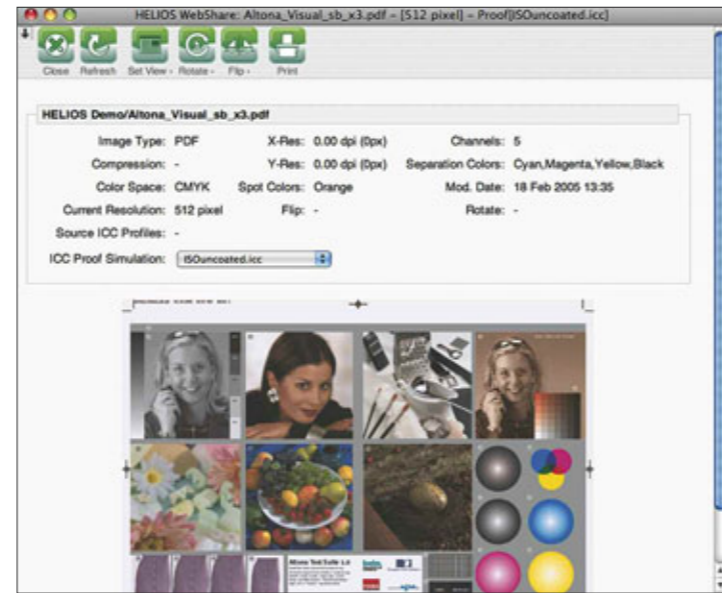 HELIOS WebShare: Altona_Visual_sb_x3.pdf – [512 pixel] – Proof[ISOuncoated.icc]
Close Refresh Set View Rotate Flip Print
HELIOS Demo/Altona_Visual_sb_x3.pdf
Image Type: PDF X-Res: 0.00 dpi (0px) Channels: 5
Compression: - Y-Res: 0.00 dpi (0px) Separation Colors: Cyan,Magenta,Yellow,Black
Color Space: CMYK Spot Colors: Orange Mod. Date: 18 Feb 2005 13:35
Current Resolution: 512 pixel Flip: - Rotate: -
Source ICC Profiles: -
ICC Proof Simulation: ISOuncoated.icc
Altona Test Suite